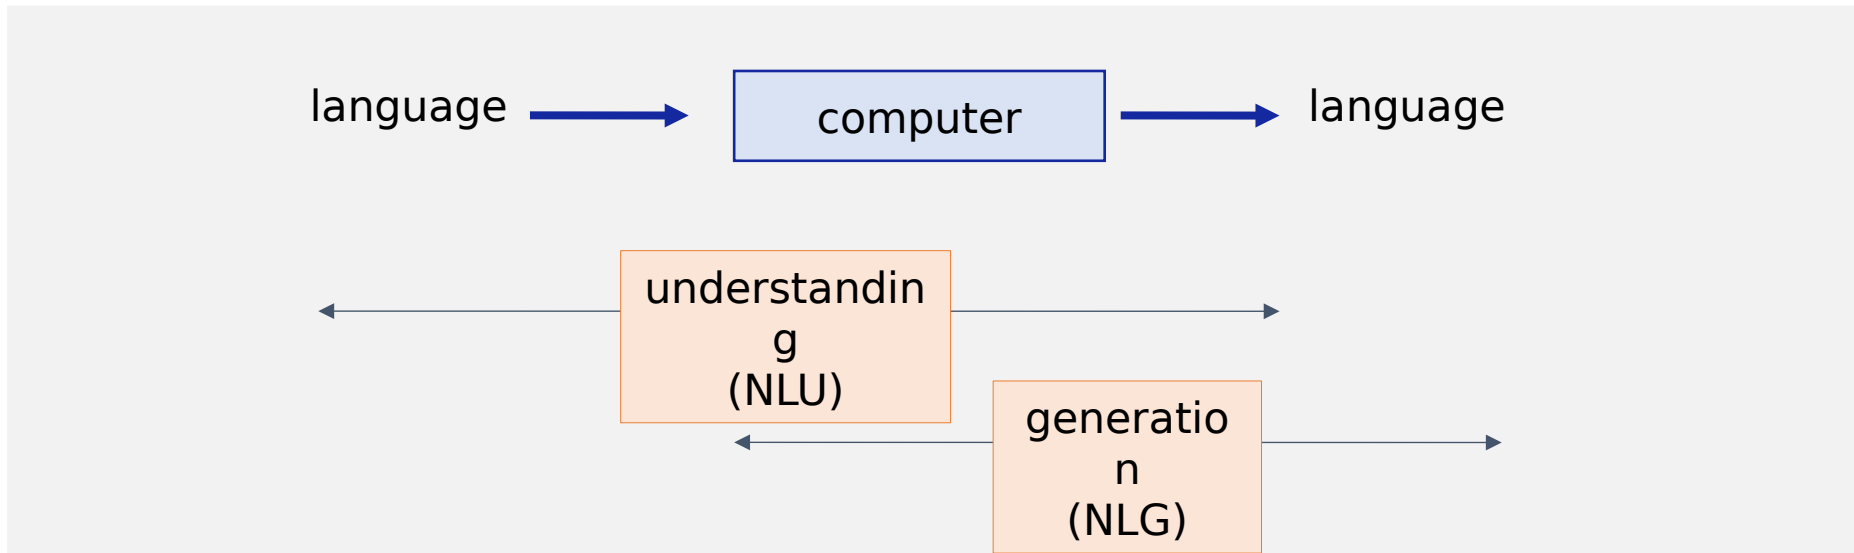 language
computer
language
understandin
g
(NLU)
generatio
n
(NLG)